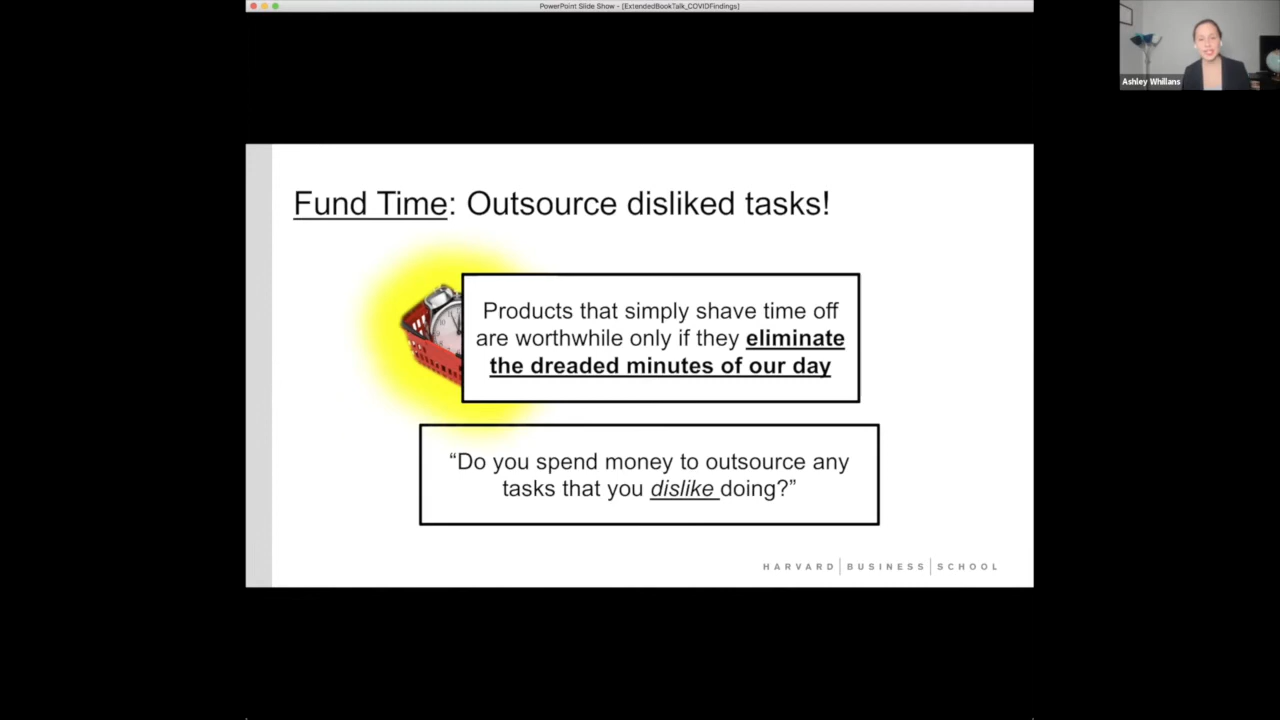 PowerPoint Slide Show - [ExtendedBookTalk_COVIDFindings]
Ashley Whillans
Fund Time: Outsource disliked tasks!
Products that simply shave time off
are worthwhile only if they eliminate
the dreaded minutes of our day
“Do you spend money to outsource any
tasks that you dislike doing?”
HARVARD BUSINESS SCHOOL